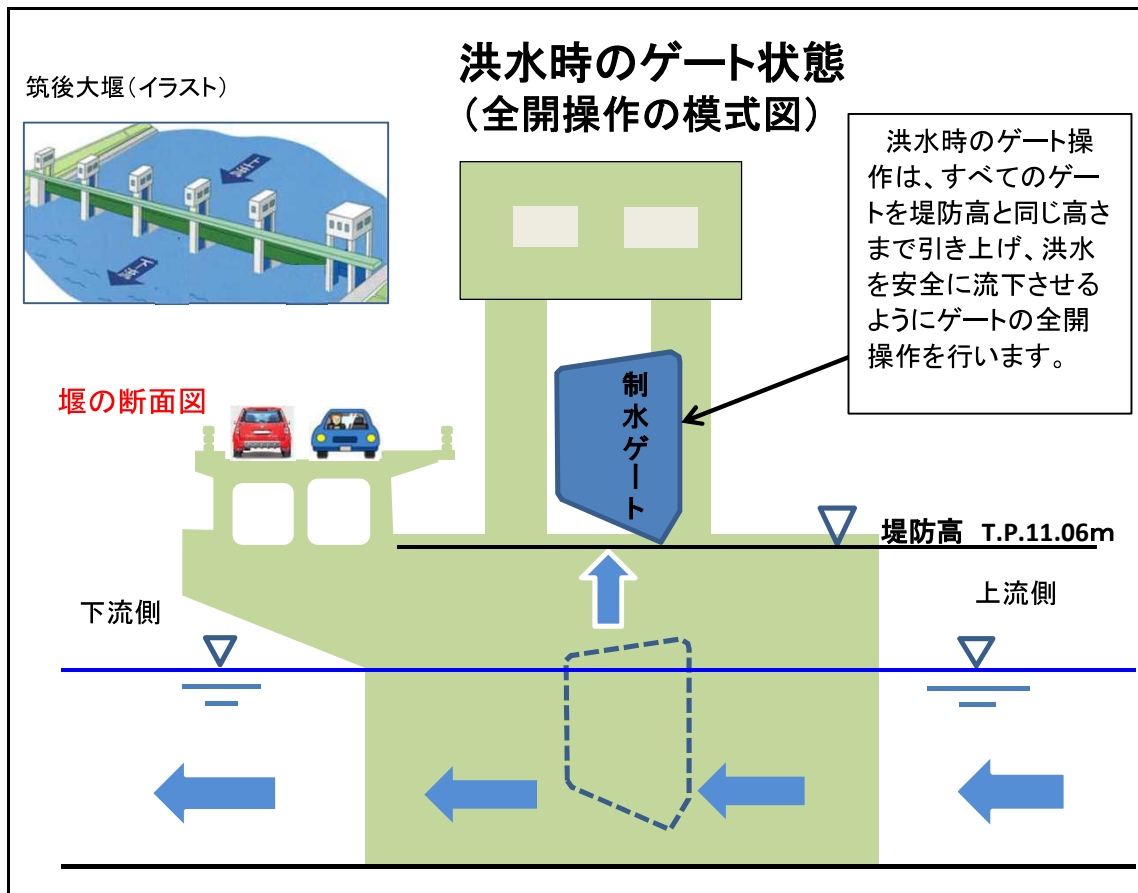 洪水時のゲート状態
（全開操作の模式図）
筑後大堰（イラスト）
上流
下流
洪水時のゲート操
作は、すべてのゲー
トを堤防高と同じ高さ
まで引き上げ、洪水
を安全に流下させる
ようにゲートの全開
操作を行います。
堰の断面図
制水ゲート
堤防高 T.P.11.06m
下流側
上流側